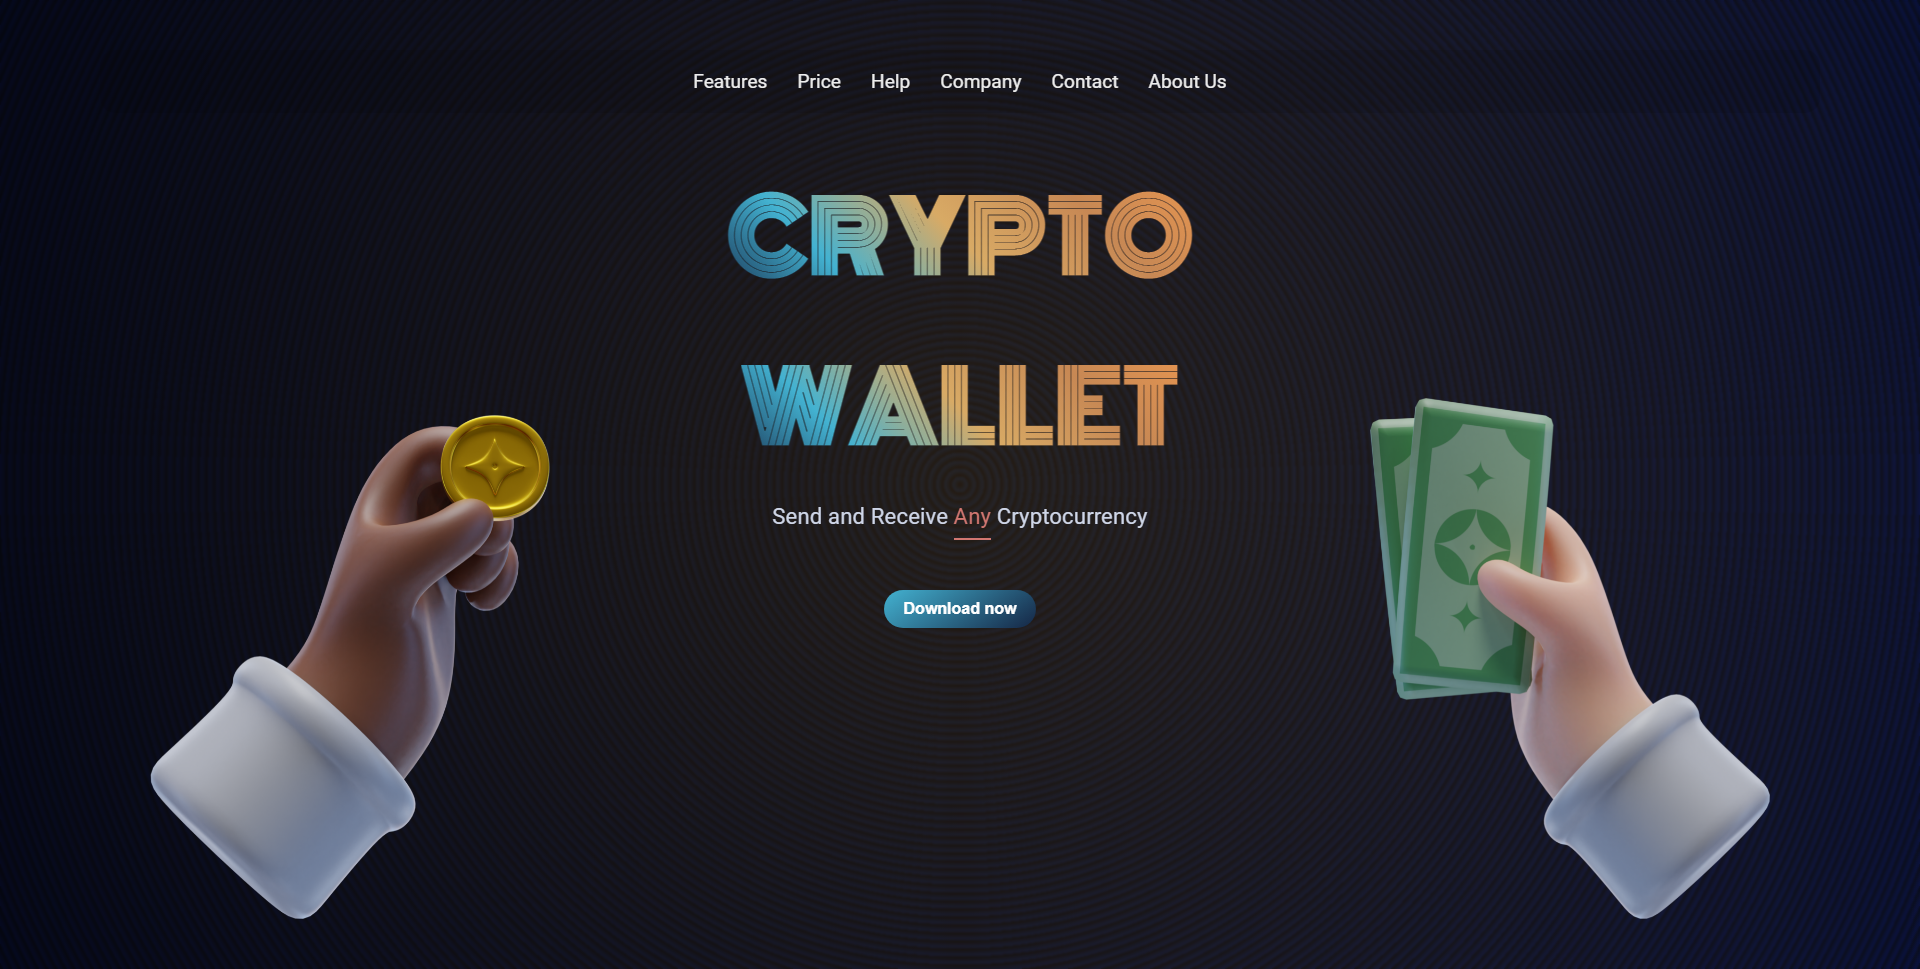 Features Price Help Company Contact About Us
CRYPTO
WALLET
Send and Receive Any Cryptocurrency
Download now